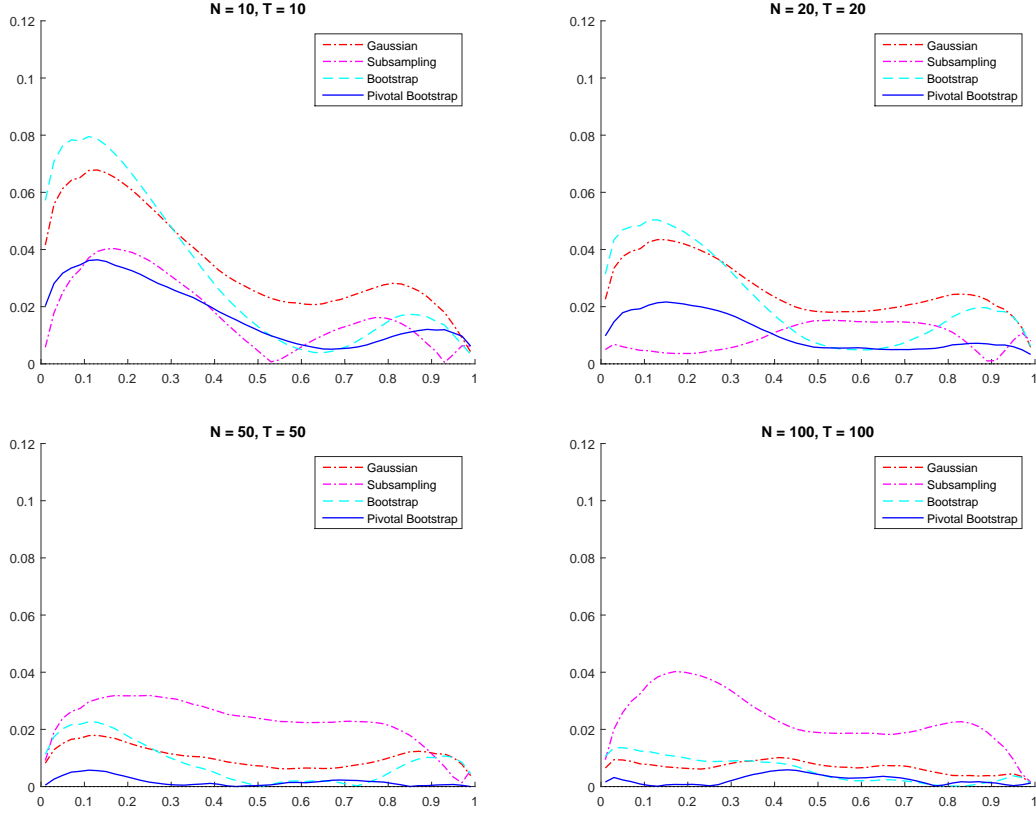 N = 10, T = 10
0.12
0.1
0.08
0.06
0.04
0.02
0
0 0.1 0.2 0.3 0.4 0.5 0.6 0.7 0.8 0.9 1
Gaussian
Subsampling
Bootstrap
Pivotal Bootstrap
N = 20, T = 20
0.12
0.1
0.08
0.06
0.04
0.02
0
0 0.1 0.2 0.3 0.4 0.5 0.6 0.7 0.8 0.9 1
Gaussian
Subsampling
Bootstrap
Pivotal Bootstrap
N = 50, T = 50
0.12
0.1
0.08
0.06
0.04
0.02
0
0 0.1 0.2 0.3 0.4 0.5 0.6 0.7 0.8 0.9 1
Gaussian
Subsampling
Bootstrap
Pivotal Bootstrap
N = 100, T = 100
0.12
0.1
0.08
0.06
0.04
0.02
0
0 0.1 0.2 0.3 0.4 0.5 0.6 0.7 0.8 0.9 1
Gaussian
Subsampling
Bootstrap
Pivotal Bootstrap